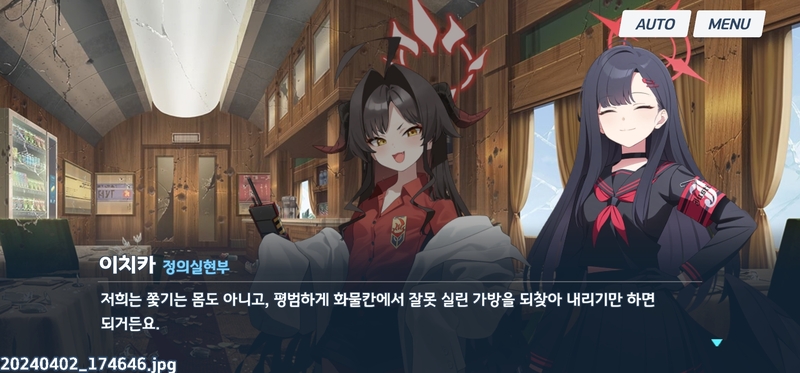 AUTO
MENU
이치카 정의실현부
저희는 쫓기는 몸도 아니고, 평범하게 화물칸에서 잘못 실린 가방을 되찾아 내리기만 하면
되거든요.
20240402_174646.jpg